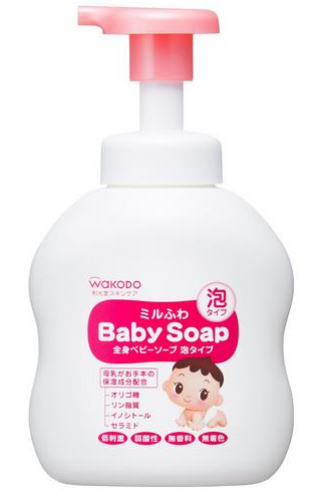 wakodo
和光堂スキンケア
泡
タイプ
ミルふわ
Baby Soap
全身ベビーソープ 泡タイプ
母乳がお手本の
保湿成分配合
・オリゴ糖
・リン脂質
・イノシトール
・セラミド
低刺激 弱酸性 無香料 無着色